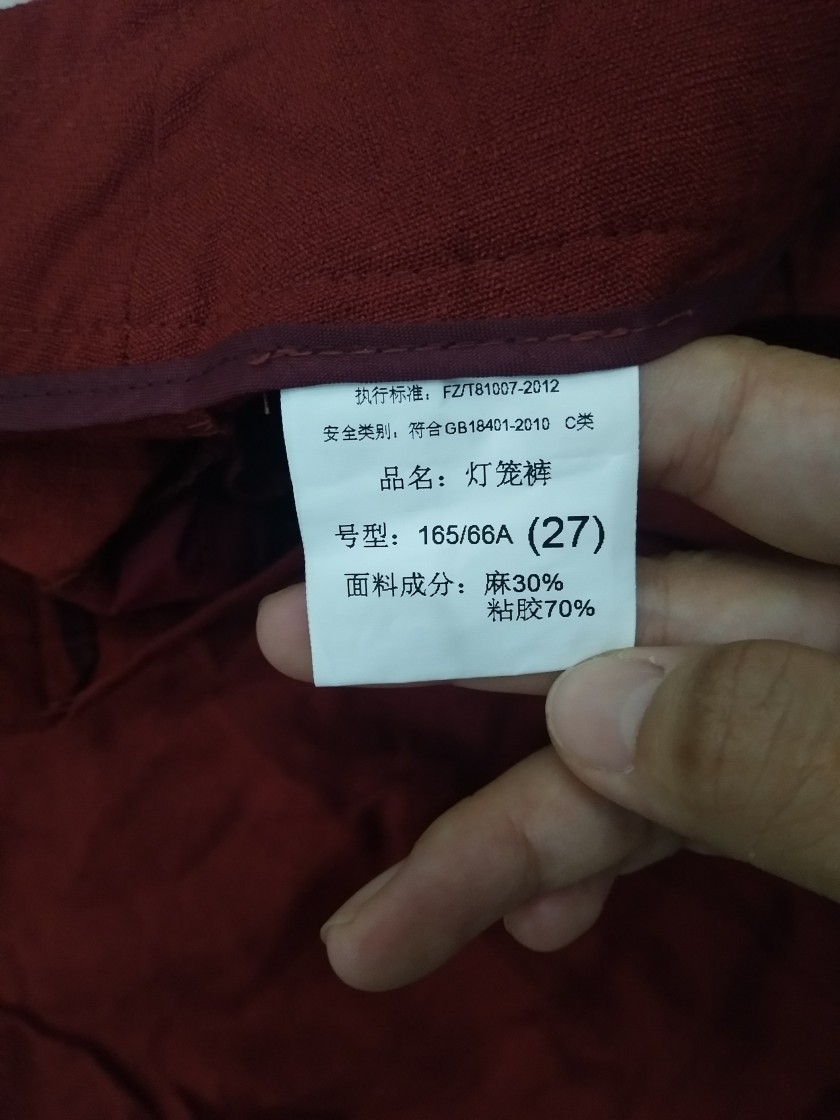 执行标准：FZ/T81007-2012
安全类别：符合GB18401-2010 C类
品名：灯笼裤
号型：165/66A (27)
面料成分：麻30%
粘胶70%